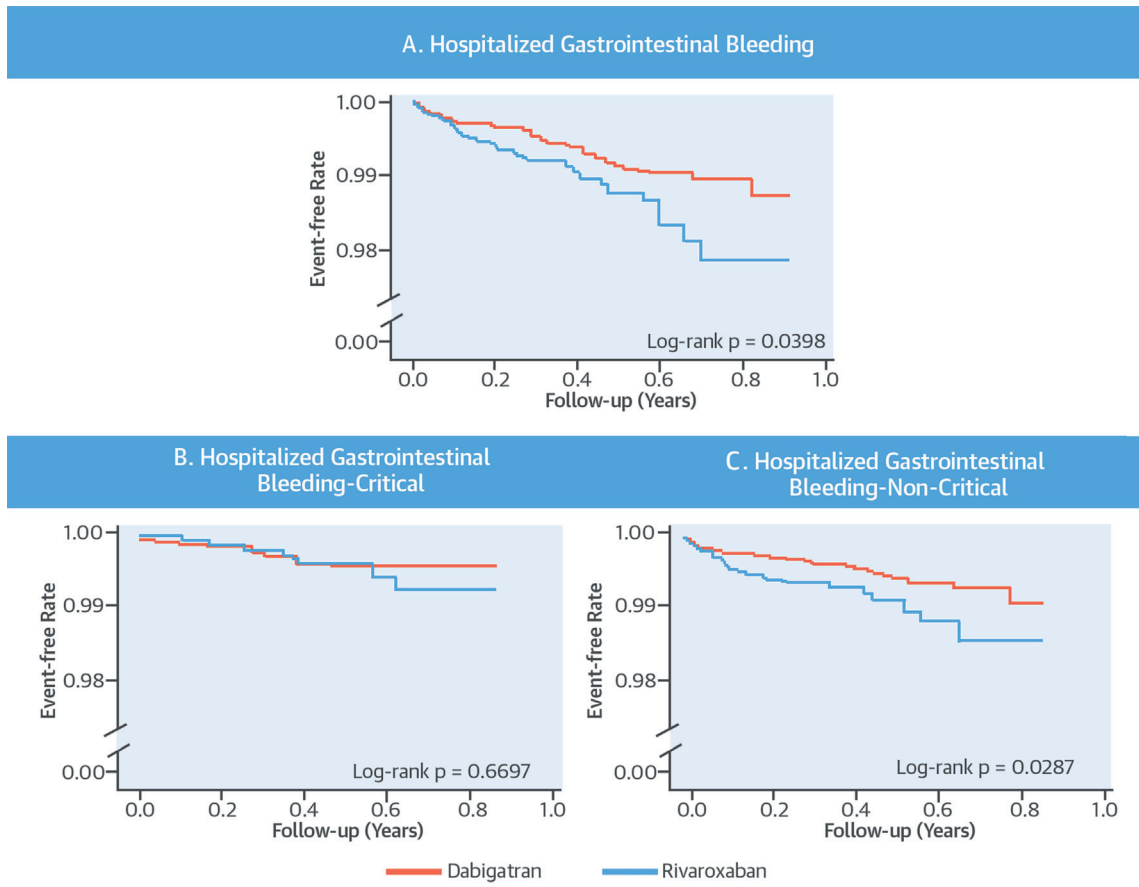 A. Hospitalized Gastrointestinal Bleeding
Event-free Rate
1.00
0.99
0.98
0.00
Log-rank p = 0.0398
0.0 0.2 0.4 0.6 0.8 1.0
Follow-up (Years)
B. Hospitalized Gastrointestinal
Bleeding-Critical
Event-free Rate
1.00
0.99
0.98
0.00
Log-rank p = 0.6697
0.0 0.2 0.4 0.6 0.8 1.0
Follow-up (Years)
C. Hospitalized Gastrointestinal
Bleeding-Non-Critical
Event-free Rate
1.00
0.99
0.98
0.00
Log-rank p = 0.0287
0.0 0.2 0.4 0.6 0.8 1.0
Follow-up (Years)
Dabigatran Rivaroxaban